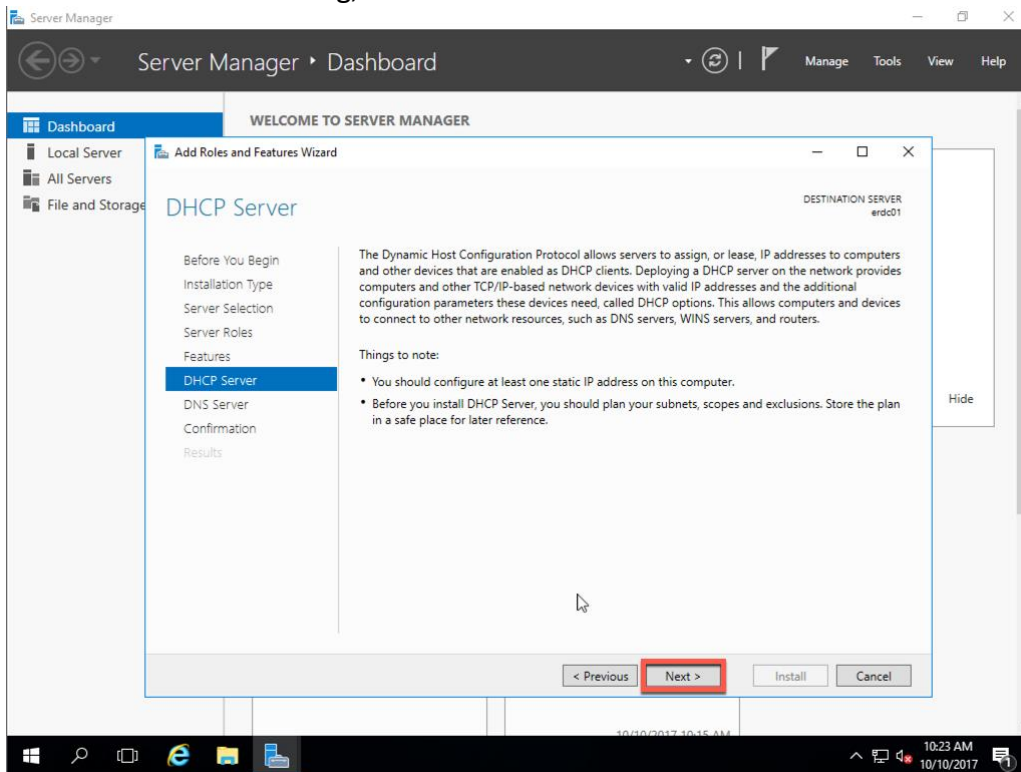 Server Manager
Server Manager • Dashboard
Manage Tools View Help
Dashboard
Local Server
All Servers
File and Storage
WELCOME TO SERVER MANAGER
Add Roles and Features Wizard
DHCP Server
DESTINATION SERVER
erdc01
Before You Begin
Installation Type
Server Selection
Server Roles
Features
DHCP Server
DNS Server
Confirmation
Results
The Dynamic Host Configuration Protocol allows servers to assign, or lease, IP addresses to computers
and other devices that are enabled as DHCP clients. Deploying a DHCP server on the network provides
computers and other TCP/IP-based network devices with valid IP addresses and the additional
configuration parameters these devices need, called DHCP options. This allows computers and devices
to connect to other network resources, such as DNS servers, WINS servers, and routers.
Things to note:
• You should configure at least one static IP address on this computer.
• Before you install DHCP Server, you should plan your subnets, scopes and exclusions. Store the plan
in a safe place for later reference.
Hide
< Previous Next > Install Cancel
10/10/2017 10:15 AM
10:23 AM
10/10/2017
1